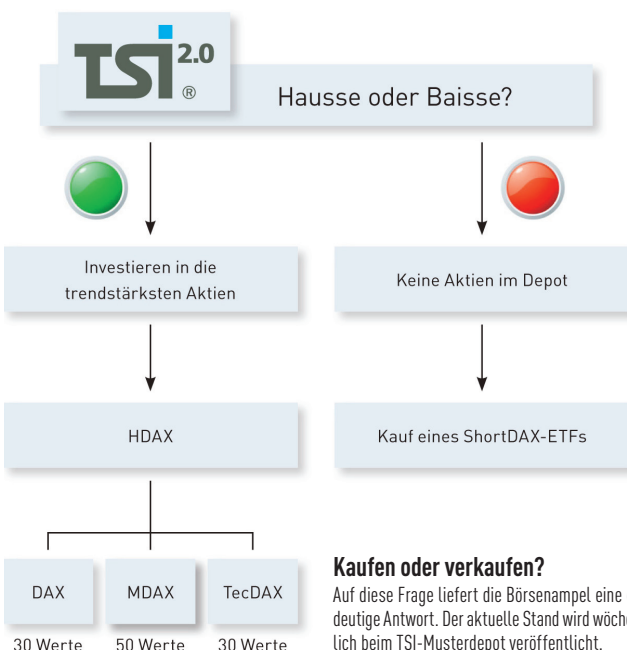 TSI 2.0
®
Hausse oder Baisse?
Investieren in die
trendstärksten Aktien
Keine Aktien im Depot
HDAX
Kauf eines ShortDAX-ETFs
DAX
MDAX
TecDAX
30 Werte
50 Werte
30 Werte
Kaufen oder verkaufen?
Auf diese Frage liefert die Börsenampel eine
deutige Antwort. Der aktuelle Stand wird
lich beim TSI-Musterdepot veröffentlicht.